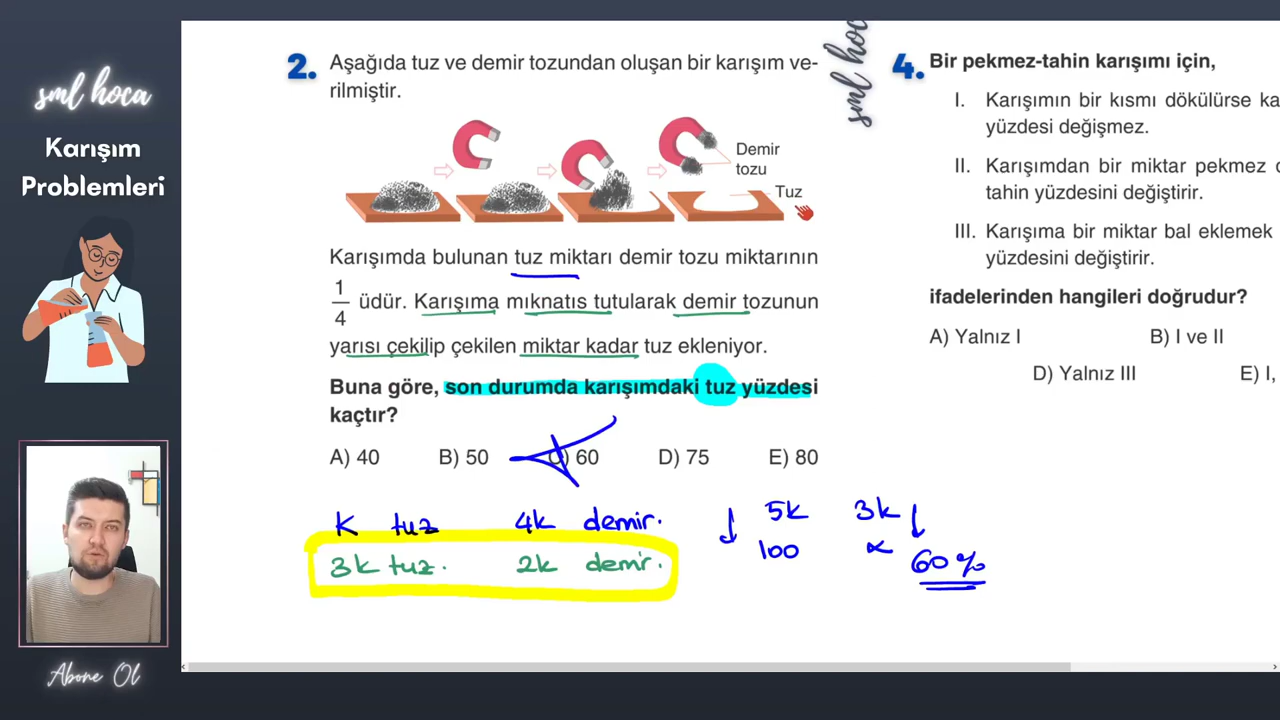 sml hoca
Karışım
Problemleri
Abone Ol
2. Aşağıda tuz ve demir tozundan oluşan bir karışım ve-
rilmiştir.
Demir
tozu
Tuz
Karışımda bulunan tuz miktarı demir tozu miktarının
1/4 üdür. Karışıma mıknatıs tutularak demir tozunun
yarısı çekilip çekilen miktar kadar tuz ekleniyor.
Buna göre, son durumda karışımdaki tuz yüzdesi
kaçtır?
A) 40 B) 50 C) 60 D) 75 E) 80
K tuz 4k demir.
3k tuz. 2k demir.
5k 3k
100 x
60%
sml hoca
4. Bir pekmez-tahin karışımı için,
I. Karışımın bir kısmı dökülürse ka
yüzdesi değişmez.
II. Karışımdan bir miktar pekmez
tahin yüzdesini değiştirir.
III. Karışıma bir miktar bal eklemek
yüzdesini değiştirir.
ifadelerinden hangileri doğrudur?
A) Yalnız I B) I ve II
D) Yalnız III E) I,